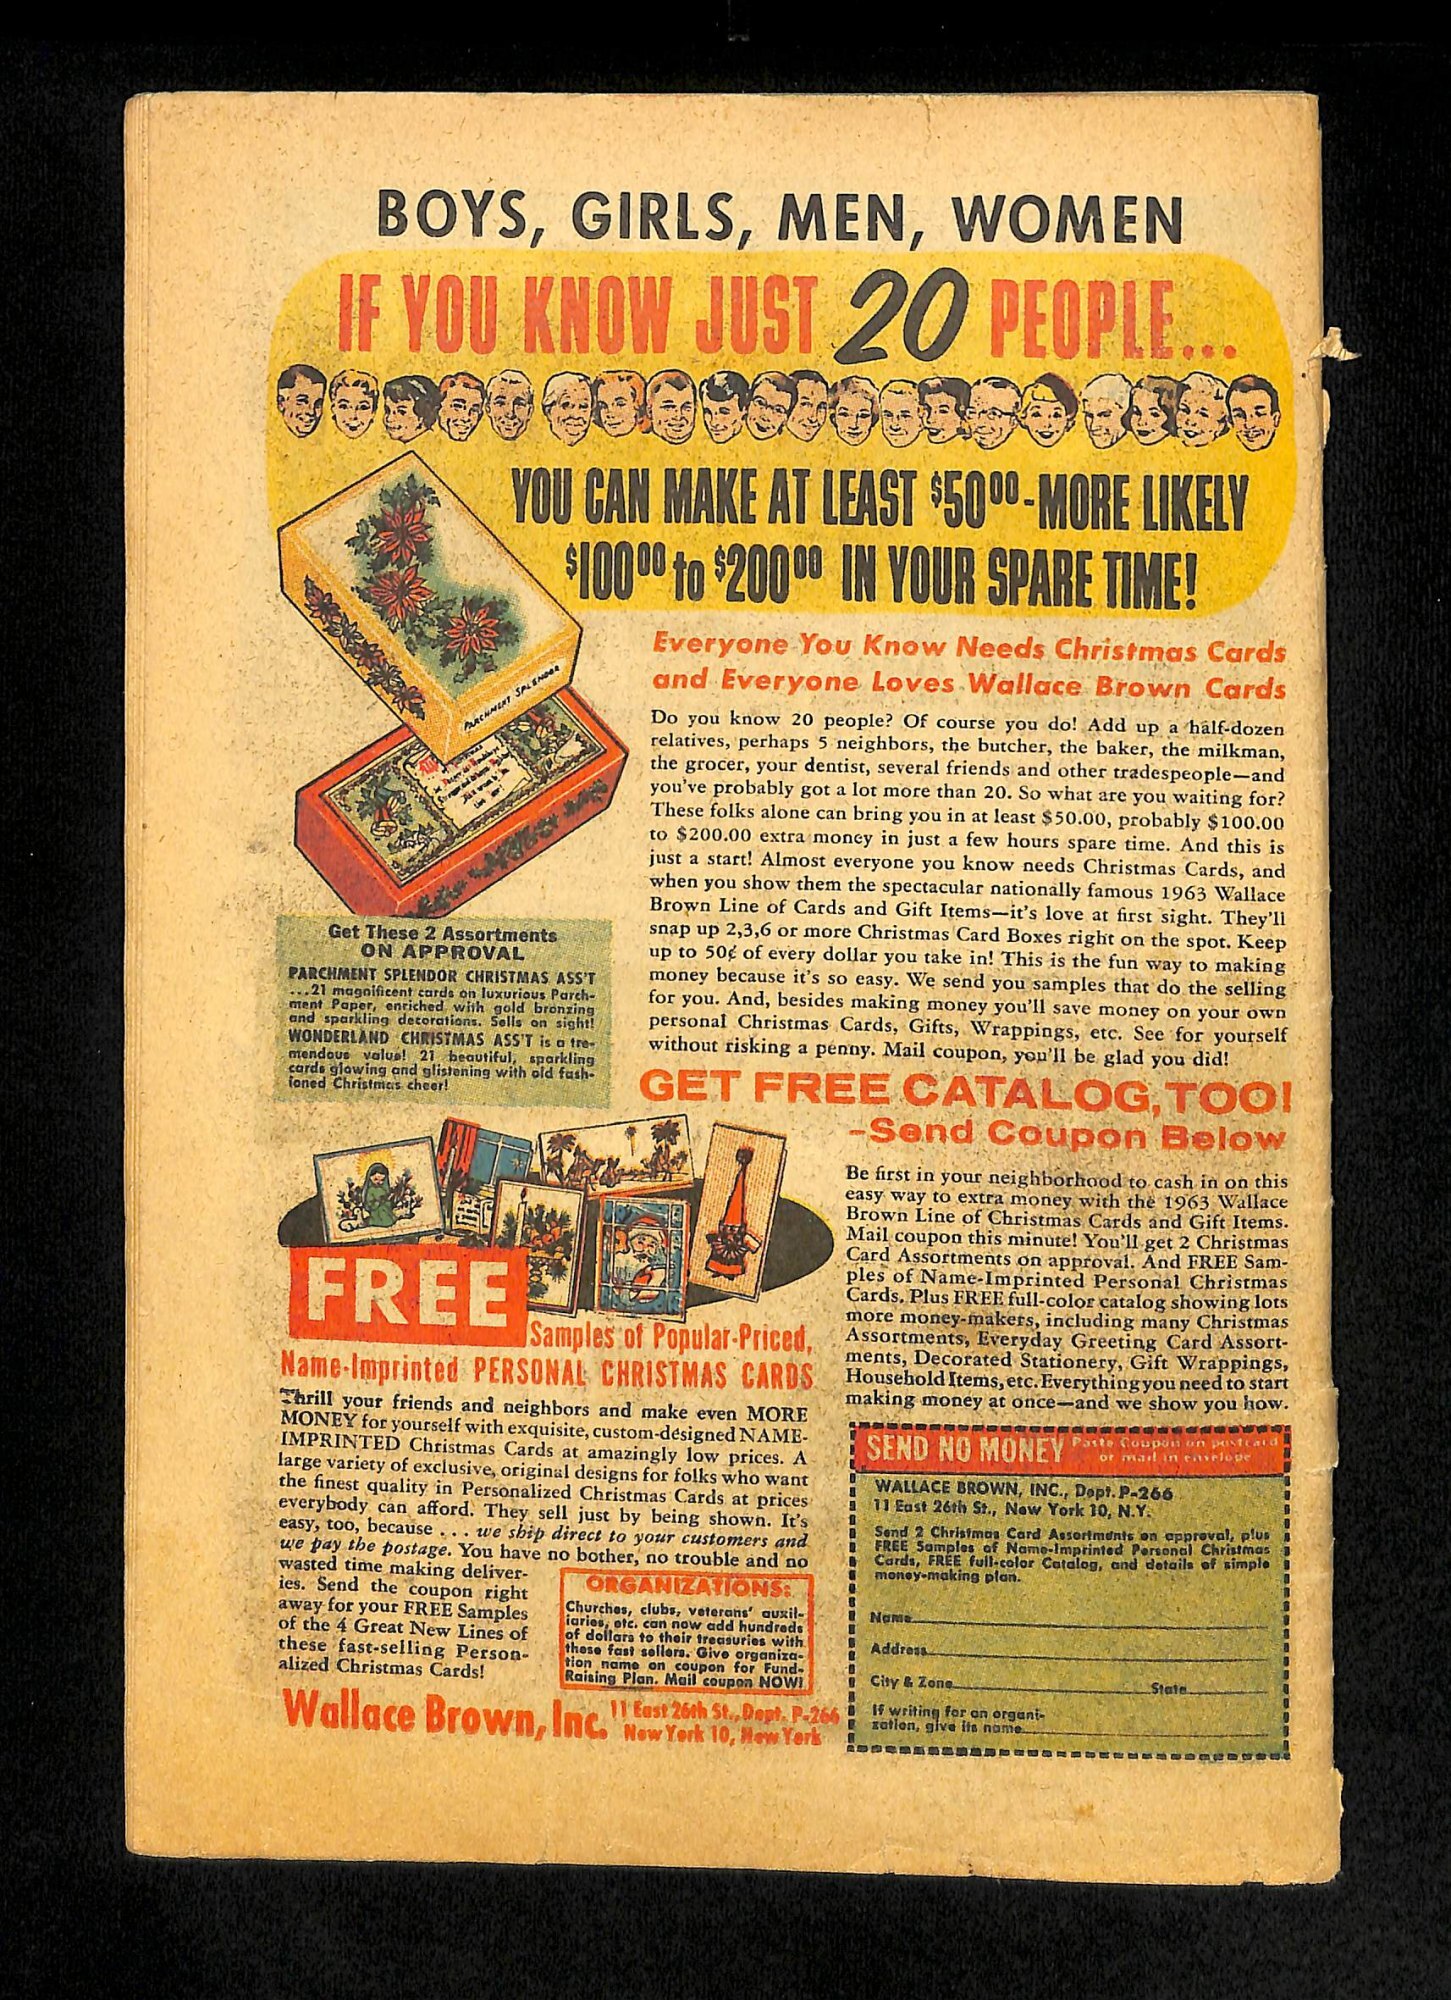 BOYS, GIRLS, MEN, WOMEN
IF YOU KNOW JUST 20 PEOPLE...
YOU CAN MAKE AT LEAST $50⁰⁰-MORE LIKELY
$100⁰⁰ to $200⁰⁰ IN YOUR SPARE TIME!
PARCHMENT SPLENDOR
Everyone You Know Needs Christmas Cards
and Everyone Loves Wallace Brown Cards
Do you know 20 people? Of course you do! Add up a half-dozen
relatives, perhaps 5 neighbors, the butcher, the baker, the milkman,
the grocer, your dentist, several friends and other tradespeople—and
you've probably got a lot more than 20. So what are you waiting for?
These folks alone can bring you in at least $50.00, probably $100.00
to $200.00 extra money in just a few hours spare time. And this is
just a start! Almost everyone you know needs Christmas Cards, and
when you show them the spectacular nationally famous 1963 Wallace
Brown Line of Cards and Gift Items—it's love at first sight. They'll
snap up 2,3,6 or more Christmas Card Boxes right on the spot. Keep
up to 50¢ of every dollar you take in! This is the fun way to making
money because it's so easy. We send you samples that do the selling
for you. And, besides making money you'll save money on your own
personal Christmas Cards, Gifts, Wrappings, etc. See for yourself
without risking a penny. Mail coupon, you'll be glad you did!
Get These 2 Assortments
ON APPROVAL
PARCHMENT SPLENDOR CHRISTMAS ASS'T
...21 magnificent cards on luxurious Parch-
ment Paper, enriched with gold bronzing
and sparkling decorations. Sells on sight!
WONDERLAND CHRISTMAS ASS'T is a tre-
mendous value! 21 beautiful, sparkling
cards glowing and glistening with old fash-
ioned Christmas cheer!
GET FREE CATALOG, TOO!
-Send Coupon Below
Be first in your neighborhood to cash in on this
easy way to extra money with the 1963 Wallace
Brown Line of Christmas Cards and Gift Items.
Mail coupon this minute! You'll get 2 Christmas
Card Assortments on approval. And FREE Sam-
ples of Name-Imprinted Personal Christmas
Cards. Plus FREE full-color catalog showing lots
more money-makers, including many Christmas
Assortments, Everyday Greeting Card Assort-
ments, Decorated Stationery, Gift Wrappings,
Household Items, etc. Everything you need to start
making money at once—and we show you how.
FREE
Samples of Popular-Priced,
Name-Imprinted PERSONAL CHRISTMAS CARDS
Thrill your friends and neighbors and make even MORE
MONEY for yourself with exquisite, custom-designed NAME-
IMPRINTED Christmas Cards at amazingly low prices. A
large variety of exclusive, original designs for folks who want
the finest quality in Personalized Christmas Cards at prices
everybody can afford. They sell just by being shown. It's
easy, too, because . . . we ship direct to your customers and
we pay the postage. You have no bother, no trouble and no
wasted time making deliver-
ies. Send the coupon right
away for your FREE Samples
of the 4 Great New Lines of
these fast-selling Person-
alized Christmas Cards!
ORGANIZATIONS:
Churches, clubs, veterans' auxil-
iaries, etc. can now add hundreds
of dollars to their treasuries with
these fast sellers. Give organiza-
tion name on coupon for Fund-
Raising Plan. Mail coupon NOW!
Wallace Brown, Inc. 11 East 26th St., Dept. P-266
New York 10, New York
SEND NO MONEY Paste Coupon on postcard
or mail in envelope
WALLACE BROWN, INC., Dept. P-266
11 East 26th St., New York 10, N.Y.
Send 2 Christmas Card Assortments on approval, plus
FREE Samples of Name-Imprinted Personal Christmas
Cards, FREE full-color Catalog, and details of simple
money-making plan.
Name
Address
City & Zone State
If writing for an organi-
zation, give its name